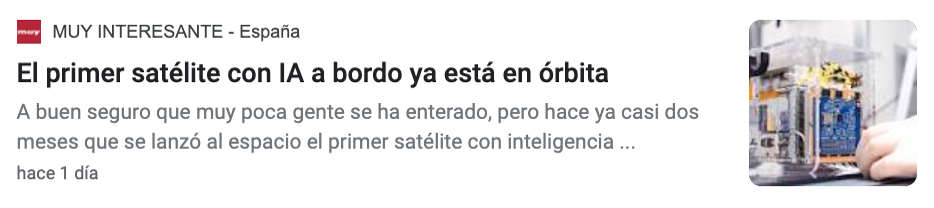 muy MUY INTERESANTE - España
El primer satélite con IA a bordo ya está en órbita
A buen seguro que muy poca gente se ha enterado, pero hace ya casi dos
meses que se lanzó al espacio el primer satélite con inteligencia ...
hace 1 día